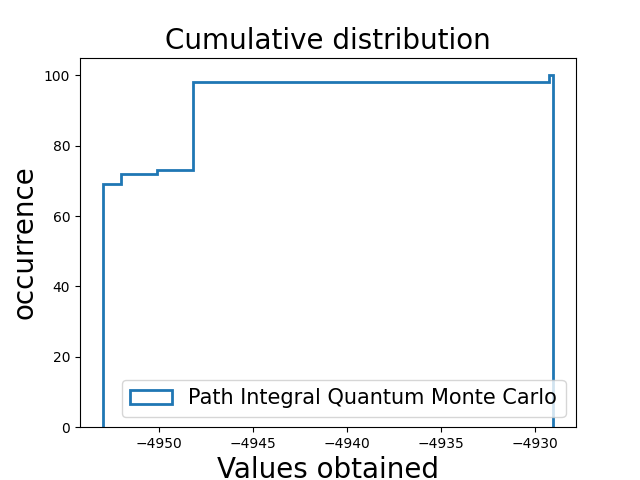 Cumulative distribution
occurrence
100
80
60
40
20
0
Path Integral Quantum Monte Carlo
−4950 −4945 −4940 −4935 −4930
Values obtained